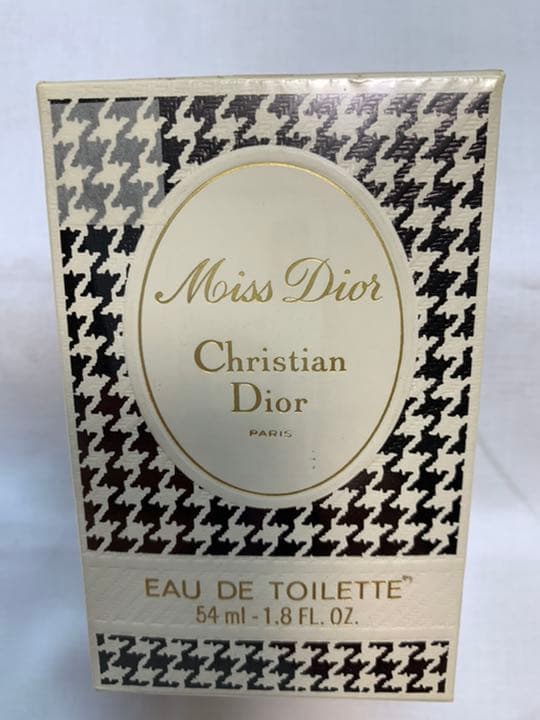 Miss Dior
Christian
Dior
PARIS
EAU DE TOILETTE
54 ml - 1.8 FL. OZ.